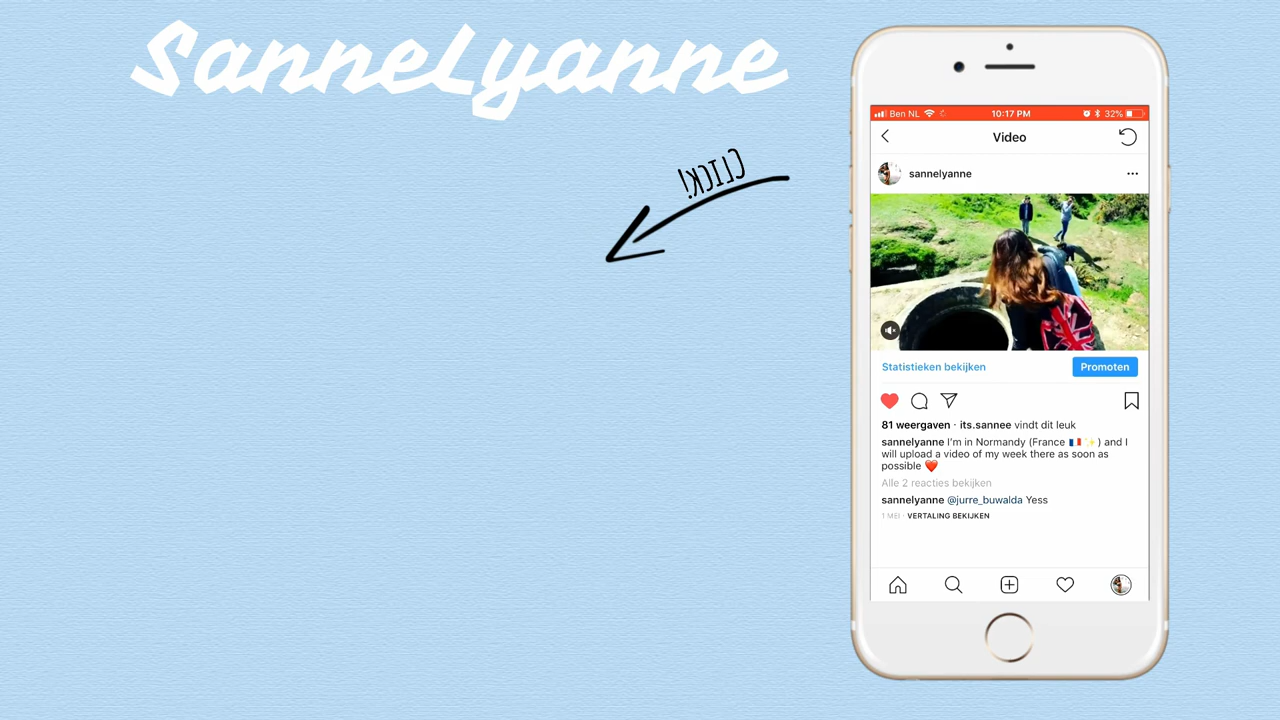 SanneLyanne
CLICK!
Ben NL 10:17 PM 32%
Video
sannelyanne
Statistieken bekijken Promoten
81 weergaven · its.sannee vindt dit leuk
sannelyanne I'm in Normandy (France 🇫🇷✨) and I
will upload a video of my week there as soon as
possible ❤️
Alle 2 reacties bekijken
sannelyanne @jurre_buwalda Yess
1 MEI · VERTALING BEKIJKEN